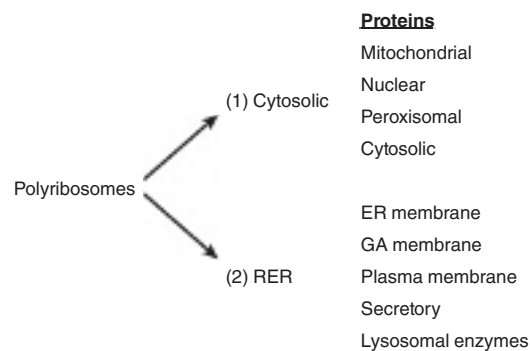 Proteins
Mitochondrial
Nuclear
(1) Cytosolic
Peroxisomal
Cytosolic
Polyribosomes
ER membrane
GA membrane
(2) RER
Plasma membrane
Secretory
Lysosomal enzymes